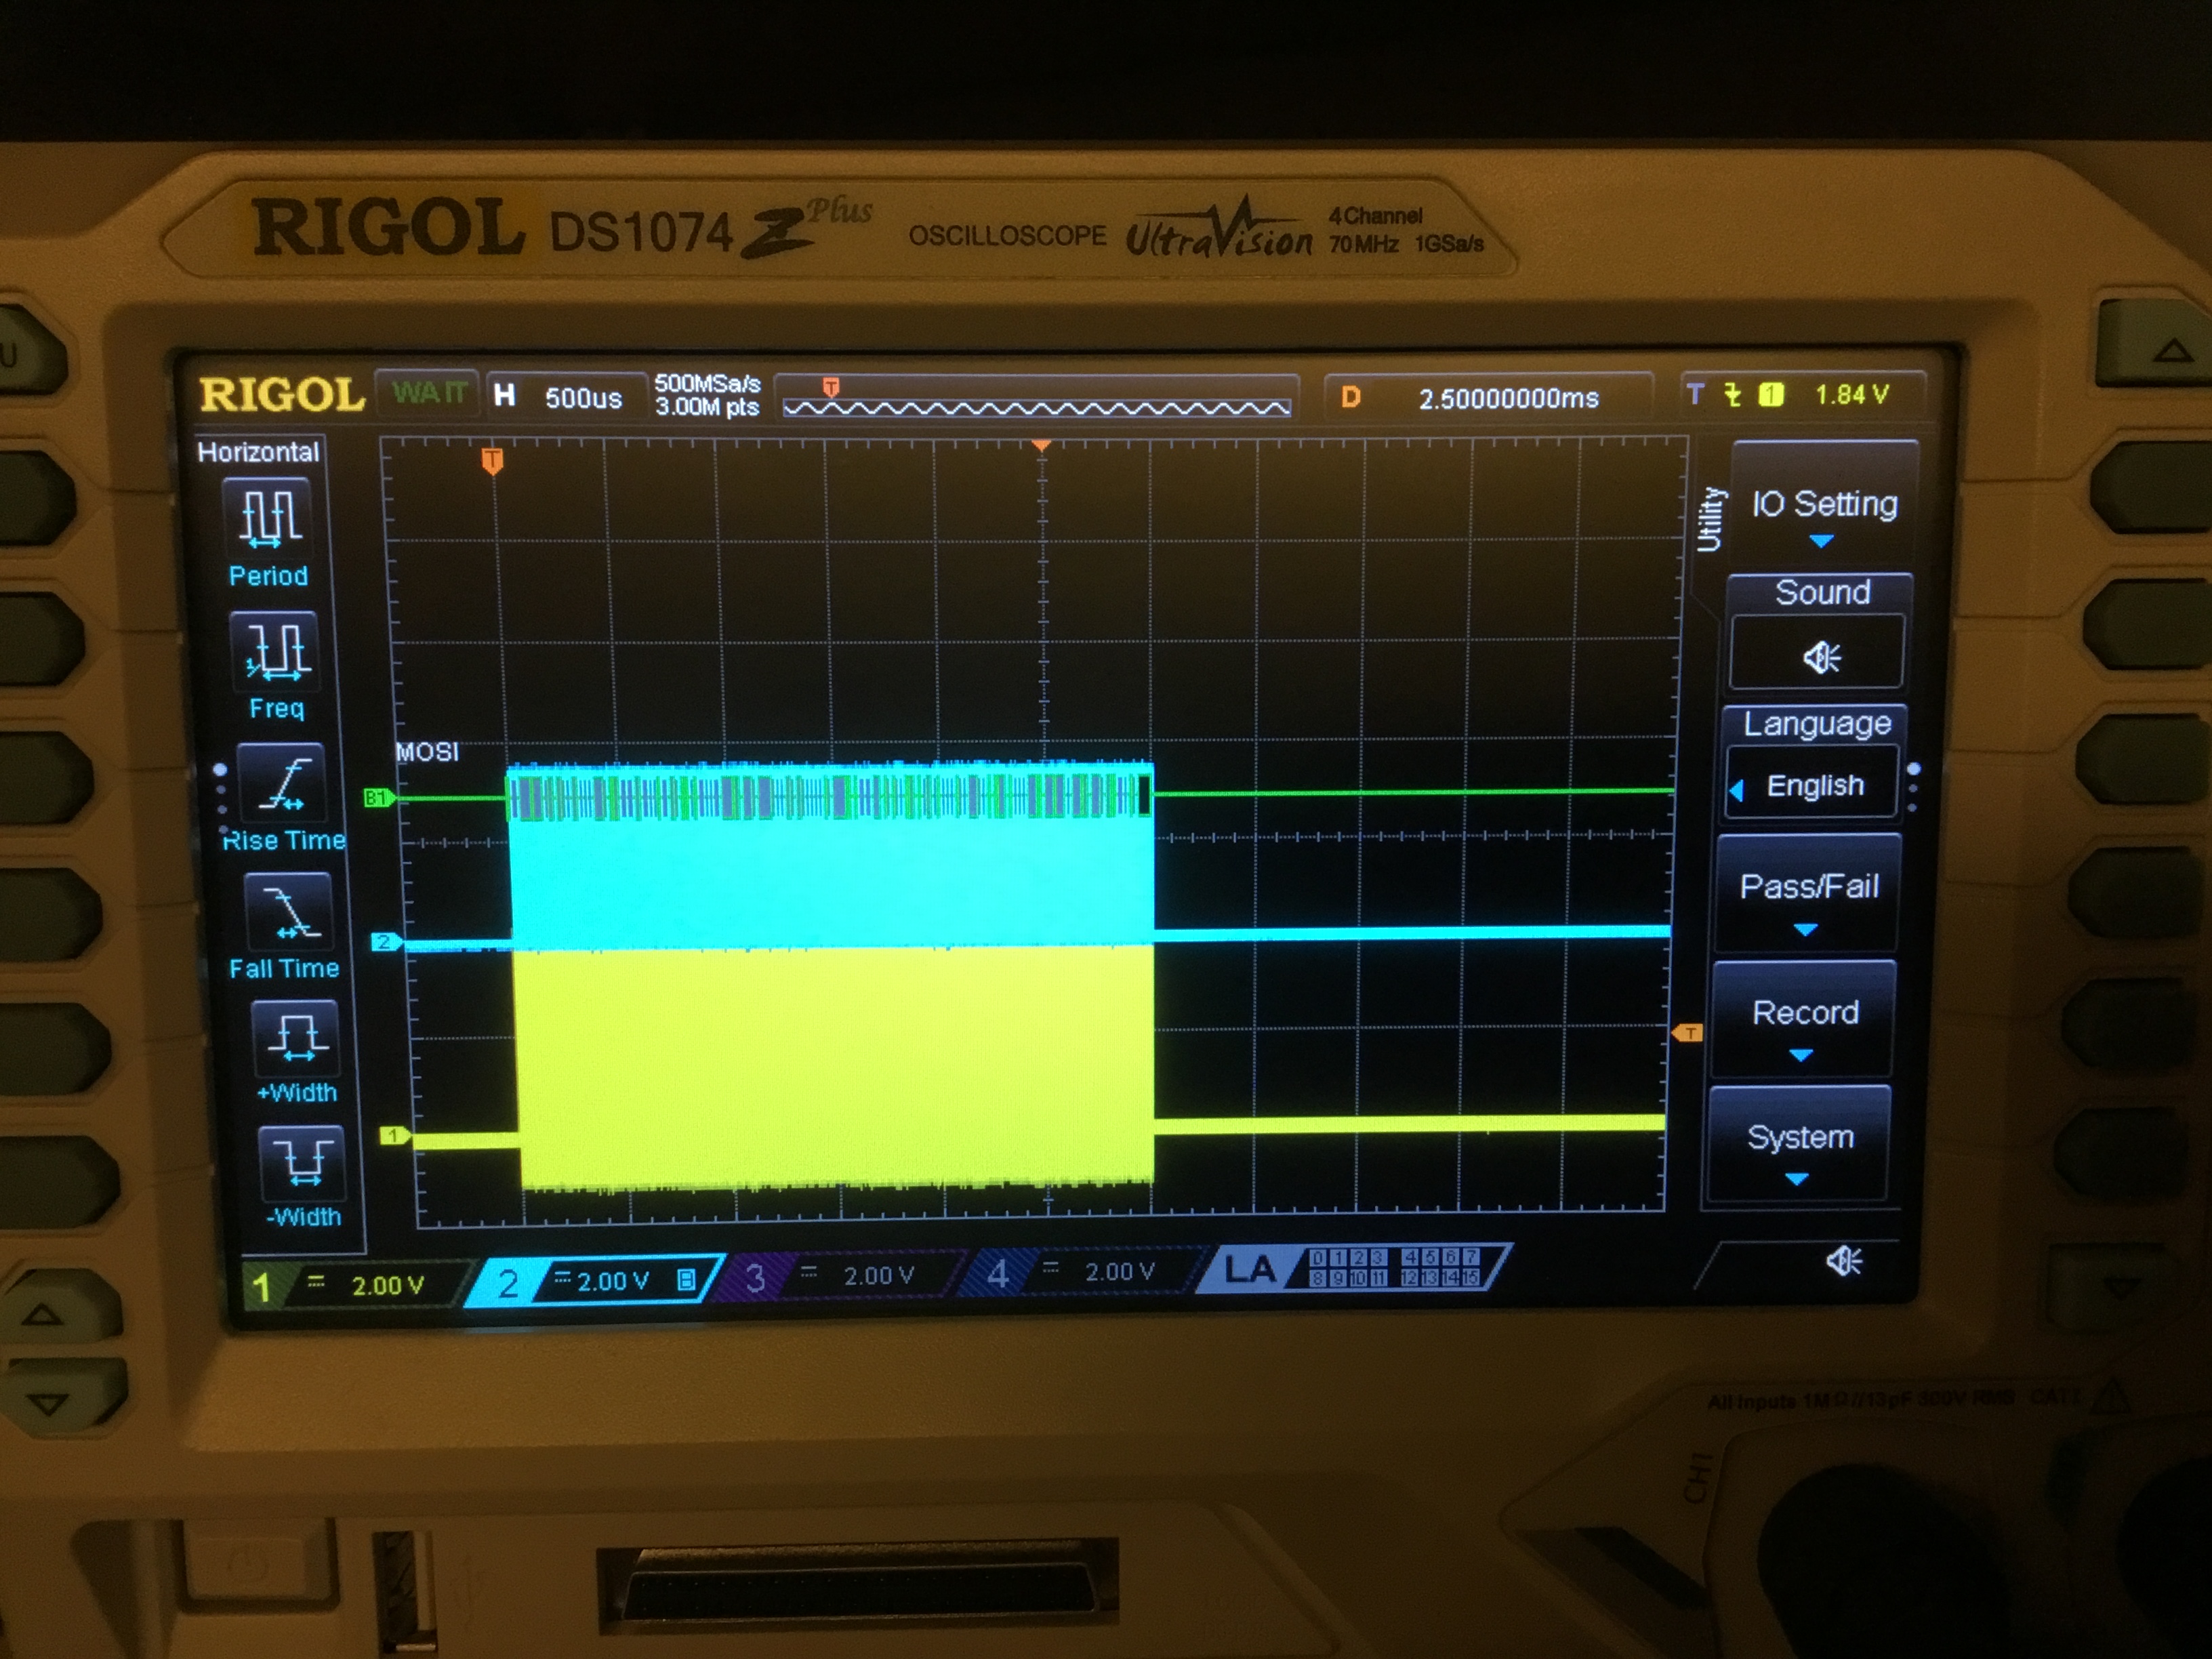 RIGOL DS1074 Z Plus OSCILLOSCOPE UltraVision 4 Channel
70MHz 1GSa/s
U
RIGOL WAIT H 500us 500MSa/s
3.00M pts
T
D 2.50000000ms T 1 1.84 V
Horizontal
Period
Freq
Rise Time
Fall Time
+Width
-Width
T
MOSI
B1
2
1
T
Utility
IO Setting
Sound
Language
English
Pass/Fail
Record
System
1 2.00 V 2 2.00 V B 3 2.00 V 4 2.00 V LA 0 1 2 3 4 5 6 7
8 9 10 11 12 13 14 15
All Inputs 1MΩ//13pF 300V RMS CAT I
CH1